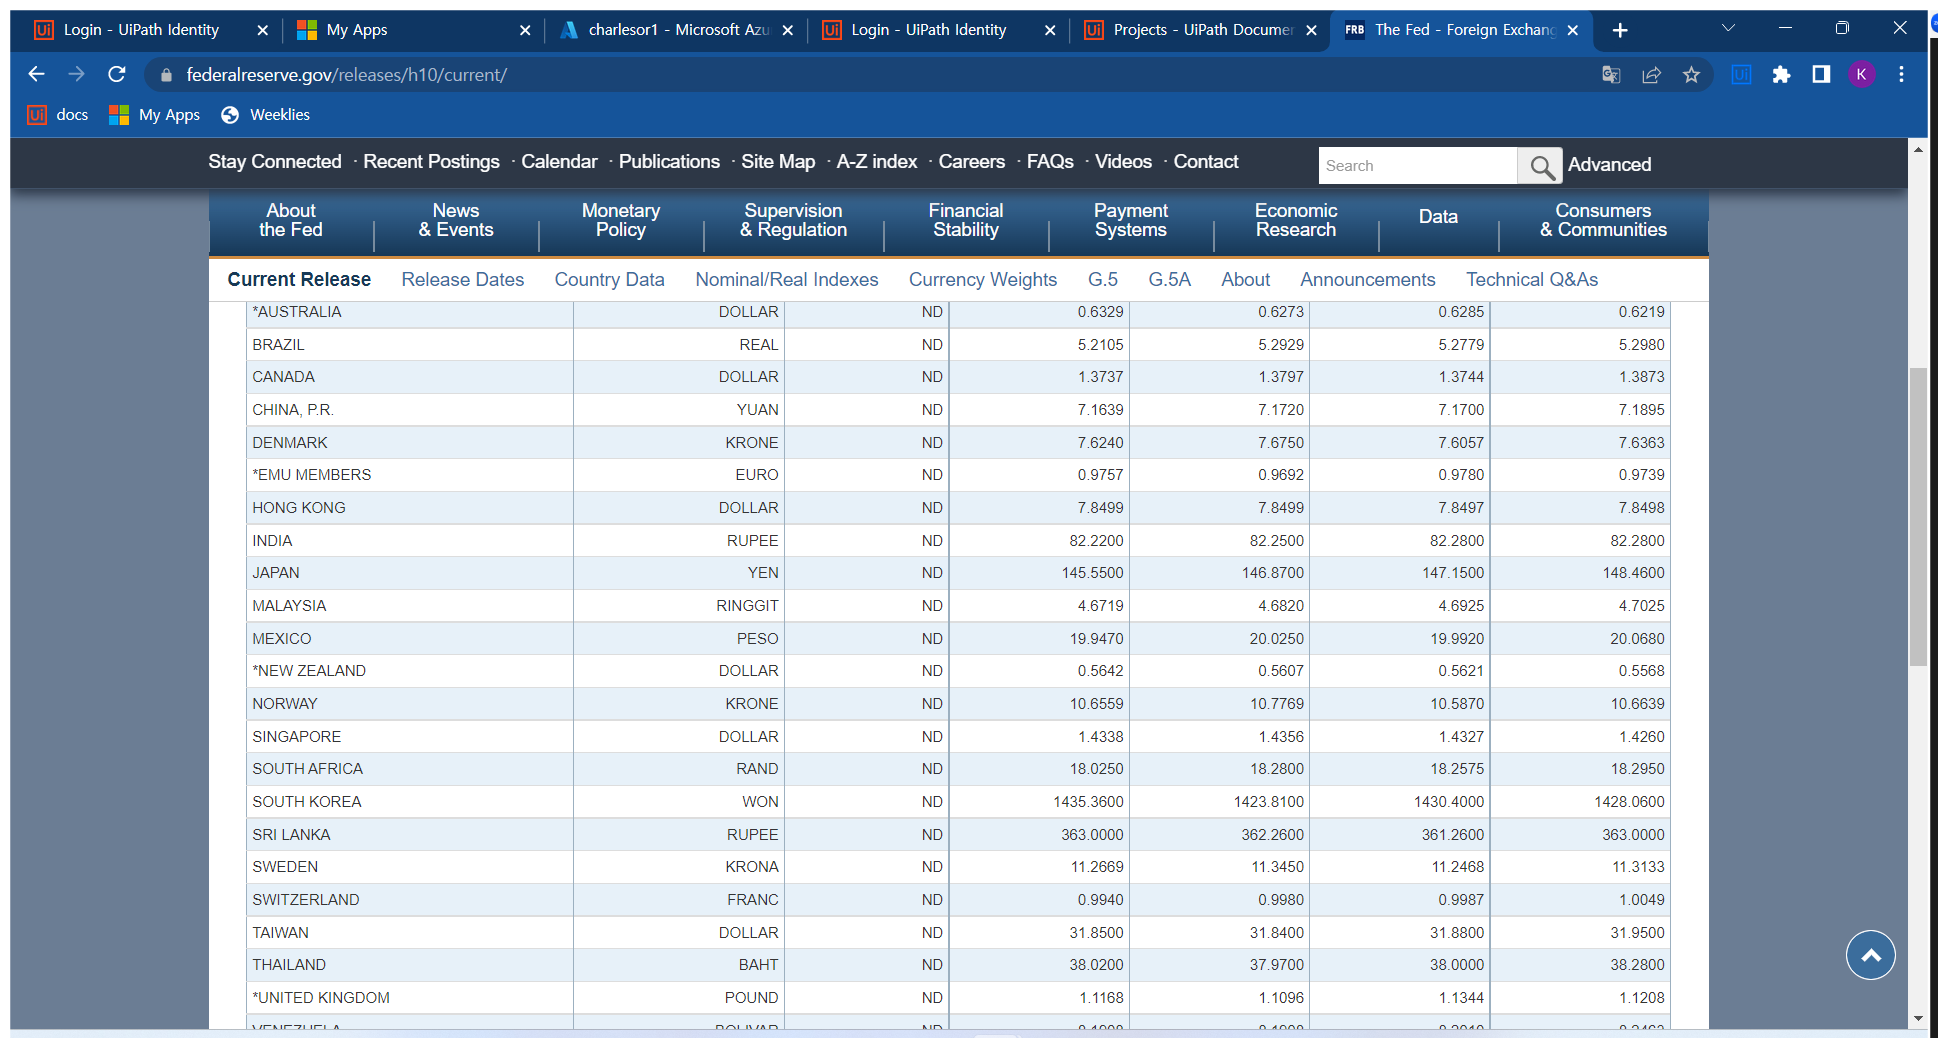 Login - UiPath Identity
My Apps
charlesor1 - Microsoft Azu
Login - UiPath Identity
Projects - UiPath Documer
FRB The Fed - Foreign Exchang
federalreserve.gov/releases/h10/current/
K
docs My Apps Weeklies
Stay Connected · Recent Postings · Calendar · Publications · Site Map · A-Z index · Careers · FAQs · Videos · Contact
Search
Advanced
About the Fed
News & Events
Monetary Policy
Supervision & Regulation
Financial Stability
Payment Systems
Economic Research
Data
Consumers & Communities
Current Release Release Dates Country Data Nominal/Real Indexes Currency Weights G.5 G.5A About Announcements Technical Q&As
*AUSTRALIA DOLLAR ND 0.6329 0.6273 0.6285 0.6219
BRAZIL REAL ND 5.2105 5.2929 5.2779 5.2980
CANADA DOLLAR ND 1.3737 1.3797 1.3744 1.3873
CHINA, P.R. YUAN ND 7.1639 7.1720 7.1700 7.1895
DENMARK KRONE ND 7.6240 7.6750 7.6057 7.6363
*EMU MEMBERS EURO ND 0.9757 0.9692 0.9780 0.9739
HONG KONG DOLLAR ND 7.8499 7.8499 7.8497 7.8498
INDIA RUPEE ND 82.2200 82.2500 82.2800 82.2800
JAPAN YEN ND 145.5500 146.8700 147.1500 148.4600
MALAYSIA RINGGIT ND 4.6719 4.6820 4.6925 4.7025
MEXICO PESO ND 19.9470 20.0250 19.9920 20.0680
*NEW ZEALAND DOLLAR ND 0.5642 0.5607 0.5621 0.5568
NORWAY KRONE ND 10.6559 10.7769 10.5870 10.6639
SINGAPORE DOLLAR ND 1.4338 1.4356 1.4327 1.4260
SOUTH AFRICA RAND ND 18.0250 18.2800 18.2575 18.2950
SOUTH KOREA WON ND 1435.3600 1423.8100 1430.4000 1428.0600
SRI LANKA RUPEE ND 363.0000 362.2600 361.2600 363.0000
SWEDEN KRONA ND 11.2669 11.3450 11.2468 11.3133
SWITZERLAND FRANC ND 0.9940 0.9980 0.9987 1.0049
TAIWAN DOLLAR ND 31.8500 31.8400 31.8800 31.9500
THAILAND BAHT ND 38.0200 37.9700 38.0000 38.2800
*UNITED KINGDOM POUND ND 1.1168 1.1096 1.1344 1.1208
VENEZUELA BOLIVAR ND